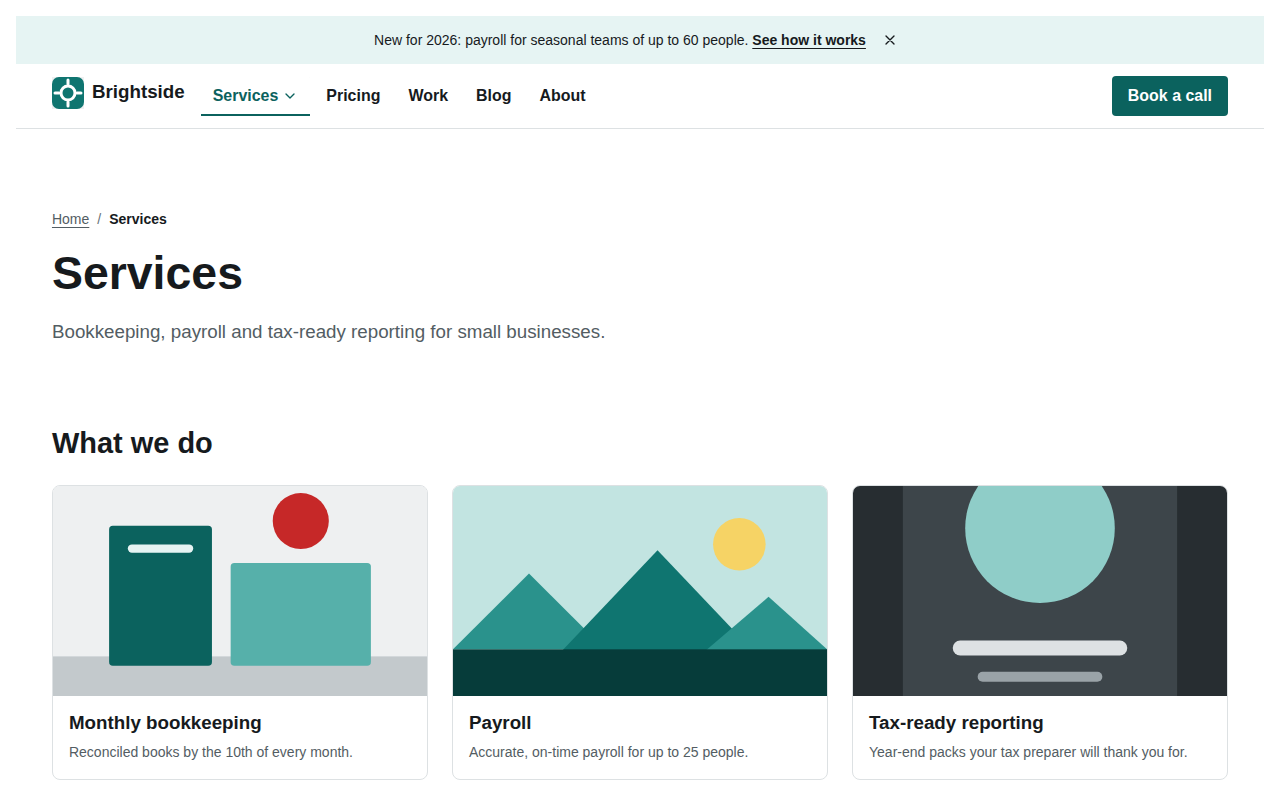 New for 2026: payroll for seasonal teams of up to 60 people. See how it works
Brightside
Services
Pricing
Work
Blog
About
Book a call
Home / Services
Services
Bookkeeping, payroll and tax-ready reporting for small businesses.
What we do
Monthly bookkeeping
Reconciled books by the 10th of every month.
Payroll
Accurate, on-time payroll for up to 25 people.
Tax-ready reporting
Year-end packs your tax preparer will thank you for.